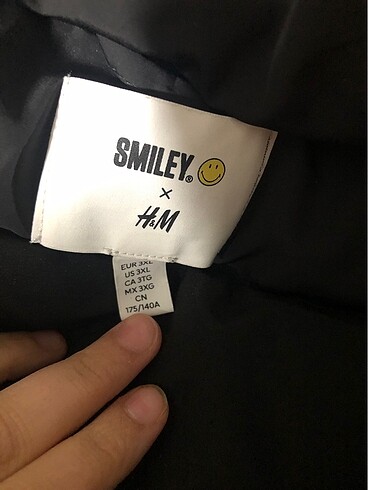 SMILEY®
×
H&M
EUR 3XL
US 3XL
CA 3TG
MX 3XG
CN
175/140A